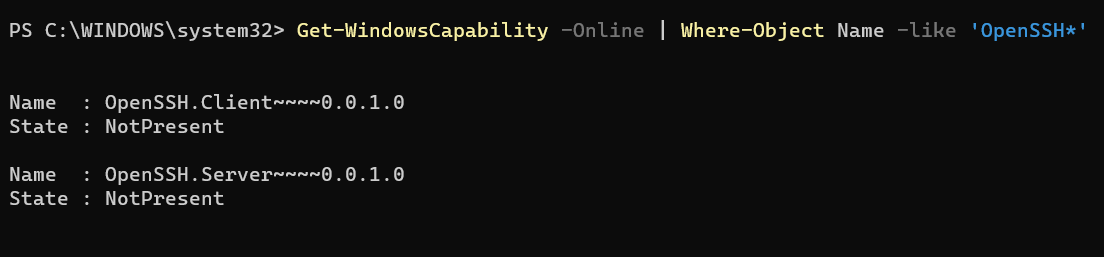 PS C:\WINDOWS\system32> Get-WindowsCapability -Online | Where-Object Name -like 'OpenSSH*'
Name  : OpenSSH.Client~~~~0.0.1.0
State : NotPresent
Name  : OpenSSH.Server~~~~0.0.1.0
State : NotPresent